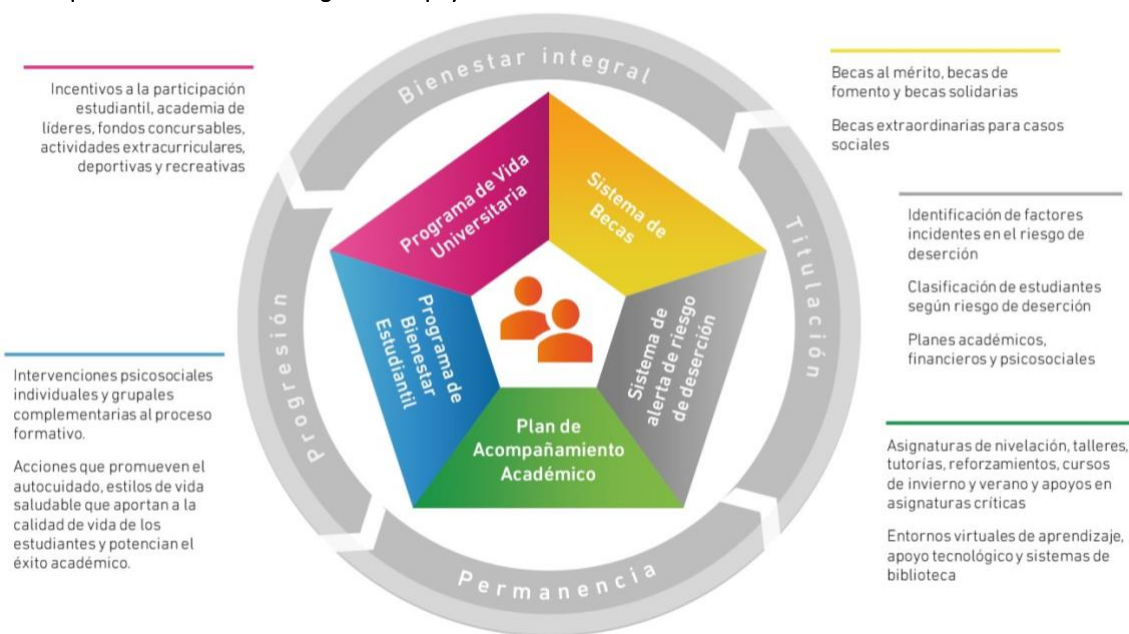 Bienestar integral
Titulación
Permanencia
Progresión
Programa de Vida
Universitaria
Sistema de
Becas
Sistema de
alerta de riesgo
de deserción
Plan de
Acompañamiento
Académico
Programa de
Bienestar
Estudiantil
Incentivos a la participación
estudiantil, academia de
líderes, fondos concursables,
actividades extracurriculares,
deportivas y recreativas
Intervenciones psicosociales
individuales y grupales
complementarias al proceso
formativo.
Acciones que promueven el
autocuidado, estilos de vida
saludable que aportan a la
calidad de vida de los
estudiantes y potencian el
éxito académico.
Becas al mérito, becas de
fomento y becas solidarias
Becas extraordinarias para casos
sociales
Identificación de factores
incidentes en el riesgo de
deserción
Clasificación de estudiantes
según riesgo de deserción
Planes académicos,
financieros y psicosociales
Asignaturas de nivelación, talleres,
tutorías, reforzamientos, cursos
de invierno y verano y apoyos en
asignaturas críticas
Entornos virtuales de aprendizaje,
apoyo tecnológico y sistemas de
biblioteca